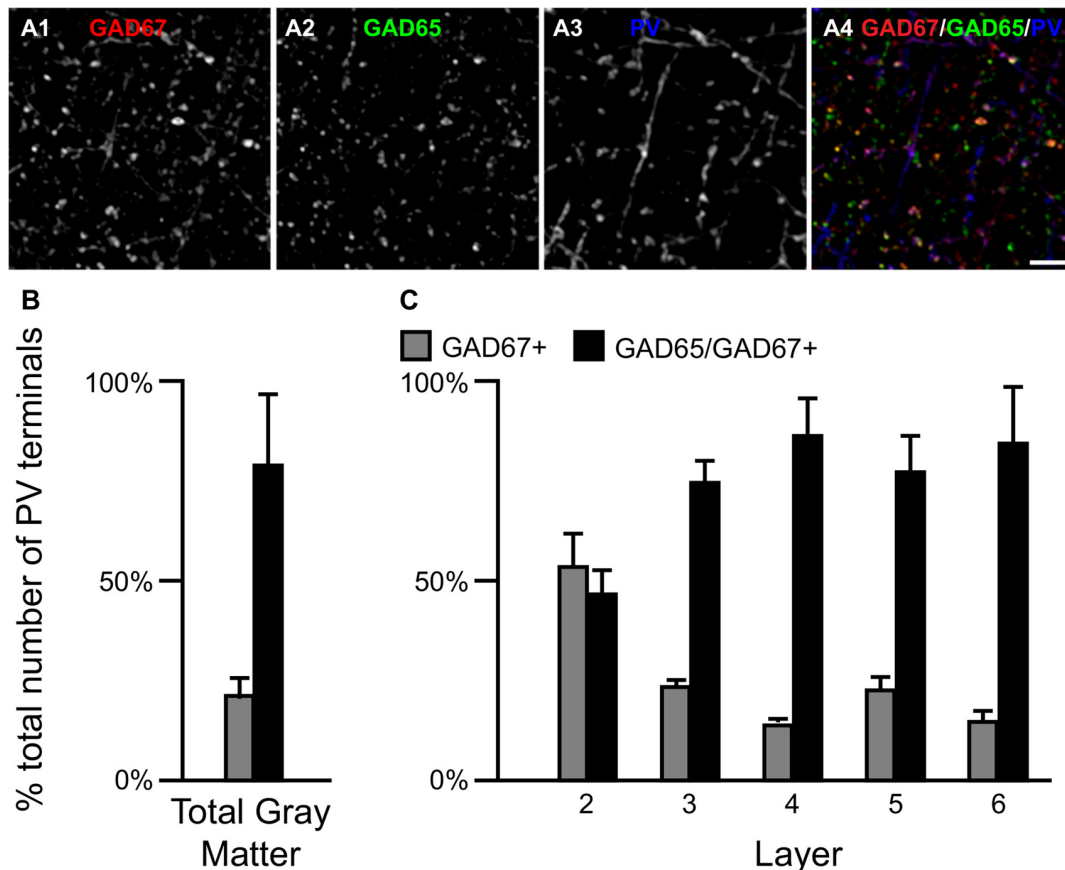 A1 GAD67
A2 GAD65
A3 PV
A4 GAD67/GAD65/PV
B
% total number of PV terminals
100%
50%
0%
Total Gray
Matter
C
GAD67+
GAD65/GAD67+
100%
50%
0%
2 3 4 5 6
Layer